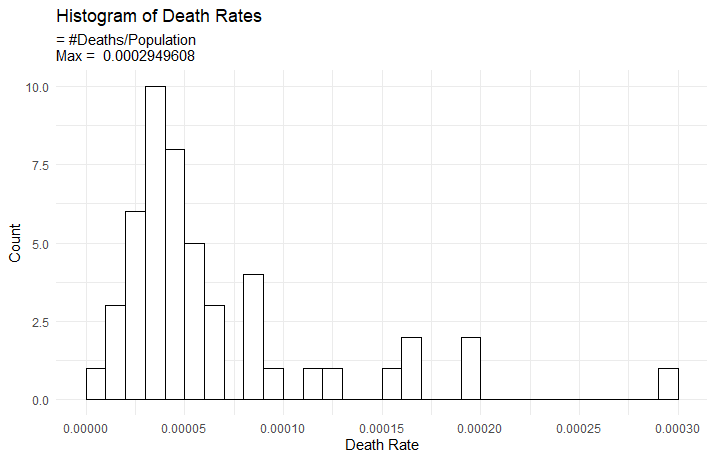 Histogram of Death Rates
= #Deaths/Population
Max =  0.0002949608
10.0
7.5
5.0
2.5
0.0
Count
0.00000
0.00005
0.00010
0.00015
0.00020
0.00025
0.00030
Death Rate